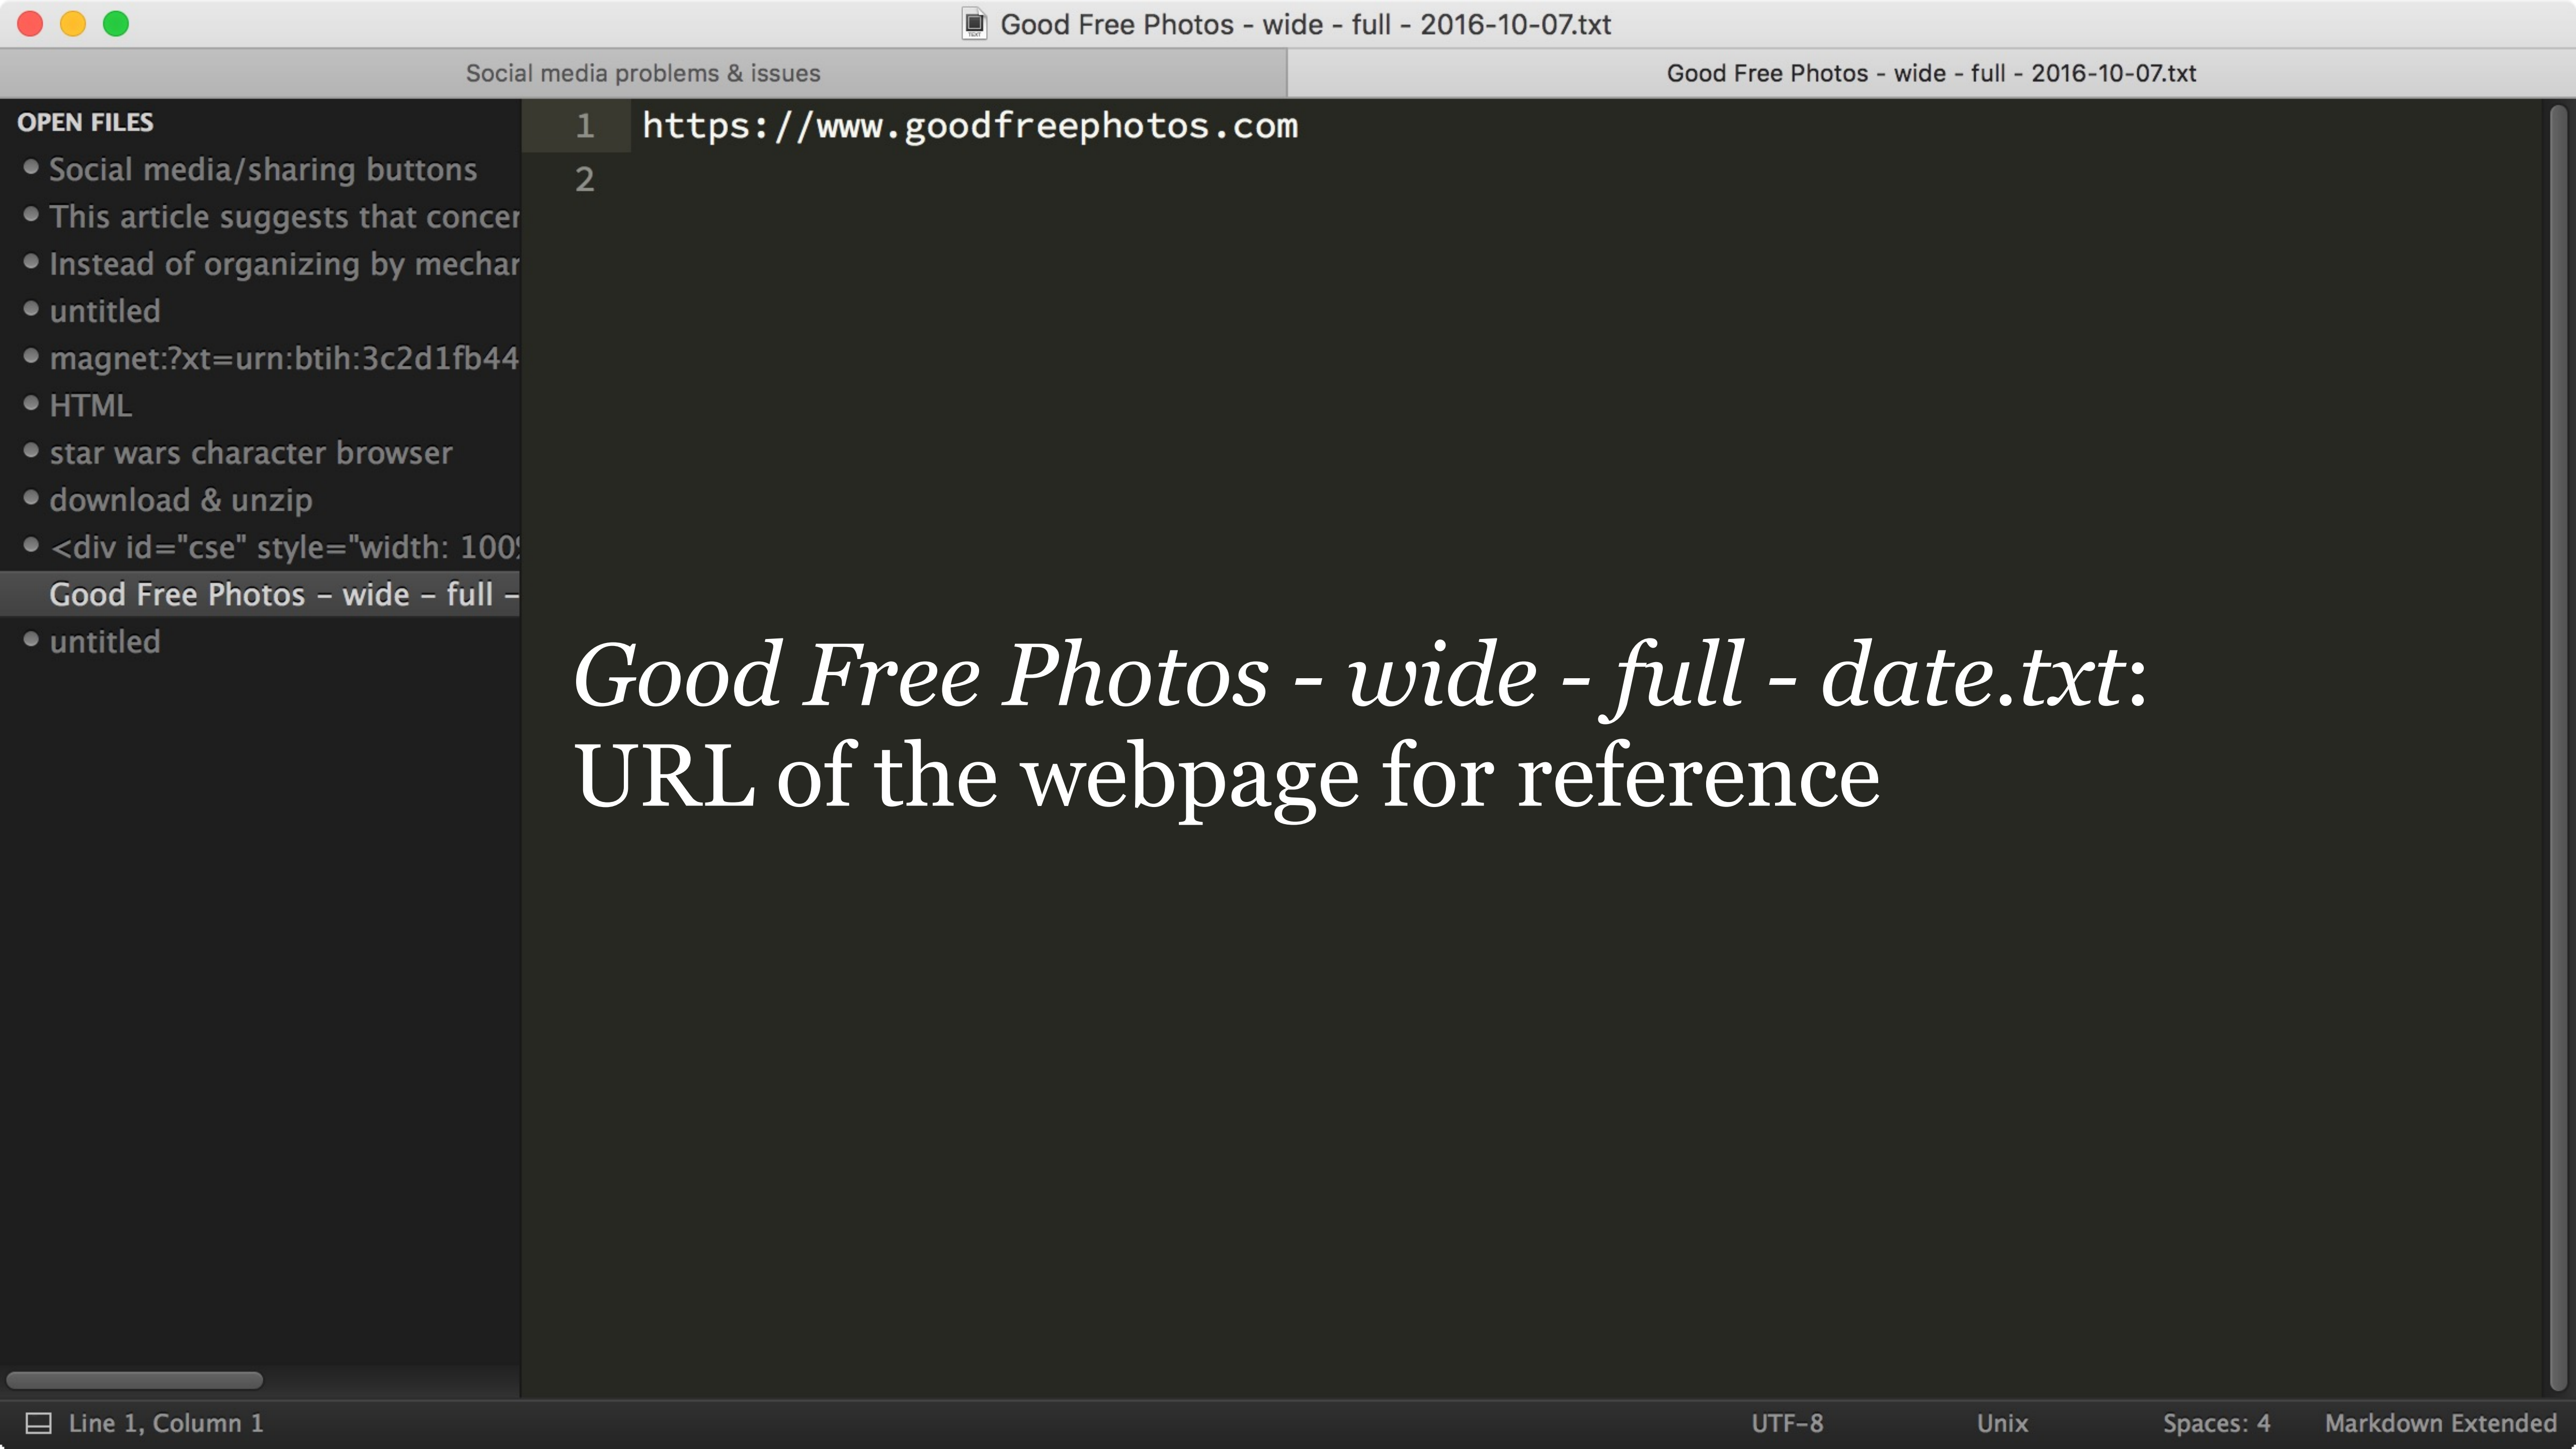 Good Free Photos - wide - full - 2016-10-07.txt
Social media problems & issues
Good Free Photos - wide - full - 2016-10-07.txt
OPEN FILES
Social media/sharing buttons
This article suggests that concer
Instead of organizing by mechan
untitled
magnet:?xt=urn:btih:3c2d1fb44
HTML
star wars character browser
download & unzip
<div id="cse" style="width: 100%
Good Free Photos – wide – full –
untitled
1 https://www.goodfreephotos.com
2
Good Free Photos - wide - full - date.txt:
URL of the webpage for reference
Line 1, Column 1
UTF-8
Unix
Spaces: 4
Markdown Extended